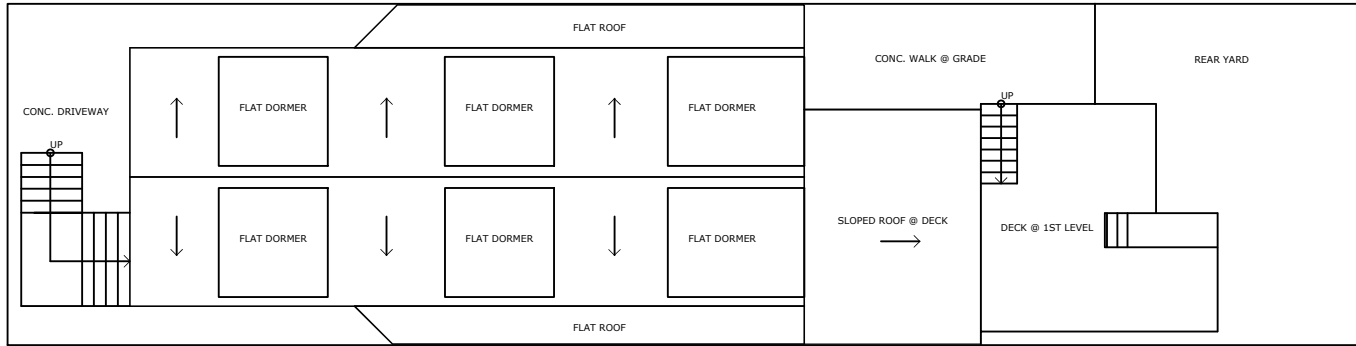 FLAT ROOF
CONC. WALK @ GRADE
REAR YARD
CONC. DRIVEWAY
FLAT DORMER
FLAT DORMER
FLAT DORMER
UP
UP
FLAT DORMER
FLAT DORMER
FLAT DORMER
SLOPED ROOF @ DECK
DECK @ 1ST LEVEL
FLAT ROOF